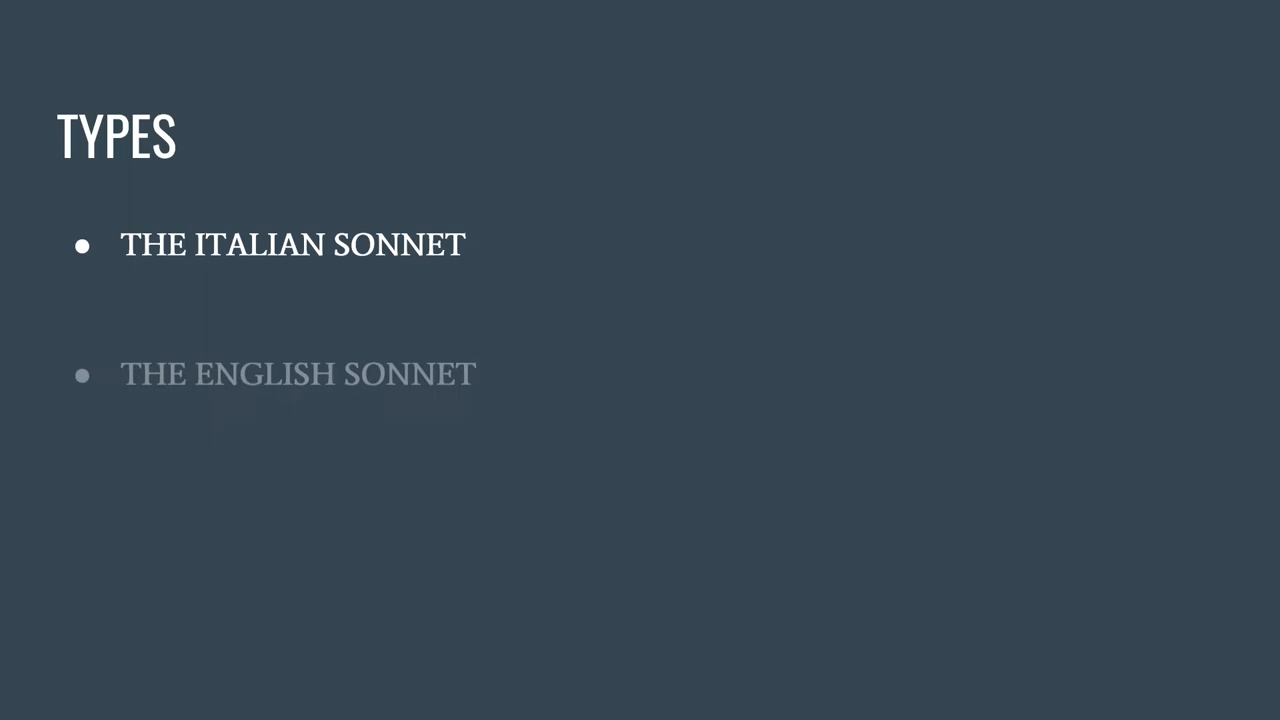 TYPES
● THE ITALIAN SONNET
● THE ENGLISH SONNET